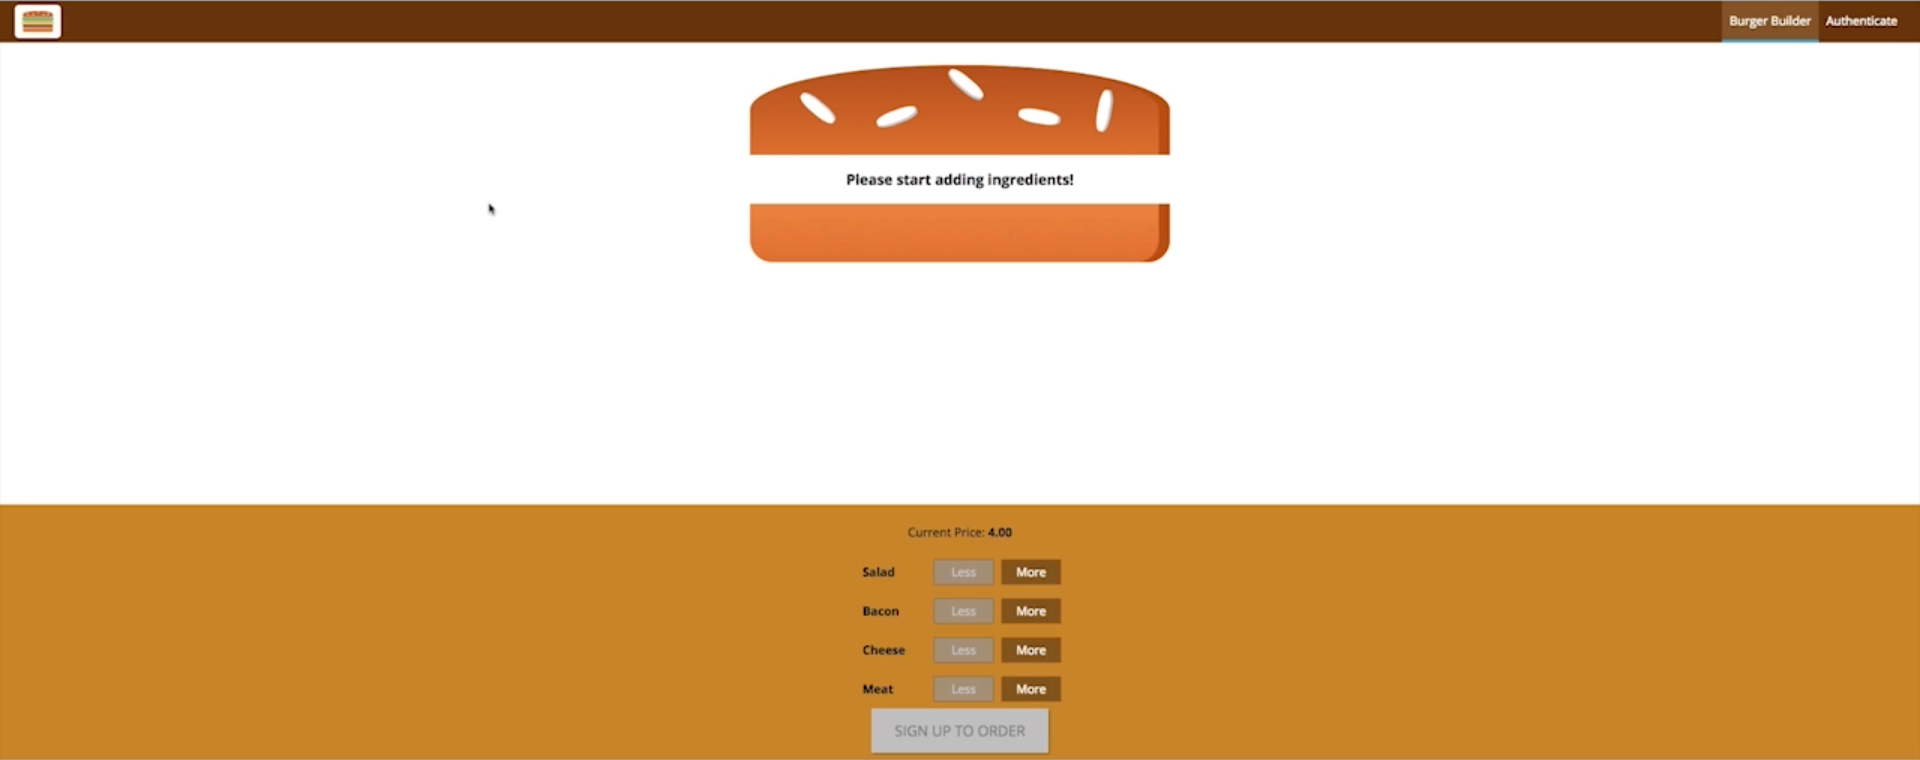 Burger Builder Authenticate
Please start adding ingredients!
Current Price: 4.00
Salad Less More
Bacon Less More
Cheese Less More
Meat Less More
SIGN UP TO ORDER